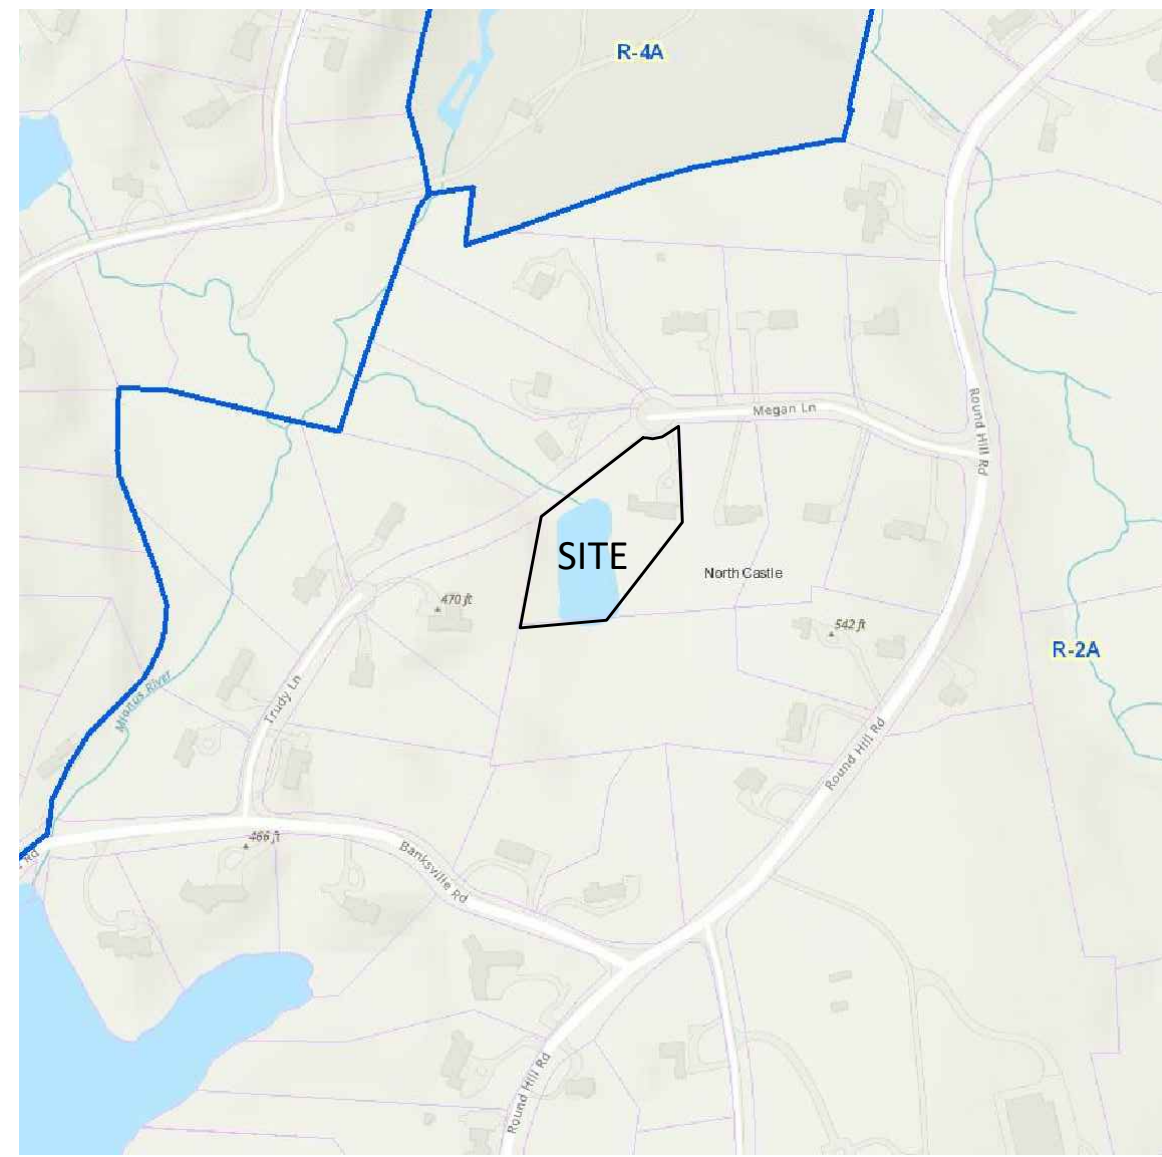 R-4A
Megan Ln
Round Hill Rd
SITE
North Castle
470 ft
542 ft
R-2A
Mianus River
Trudy Ln
Round Hill Rd
466 ft
Rd
Banksville Rd
Round Hill Rd